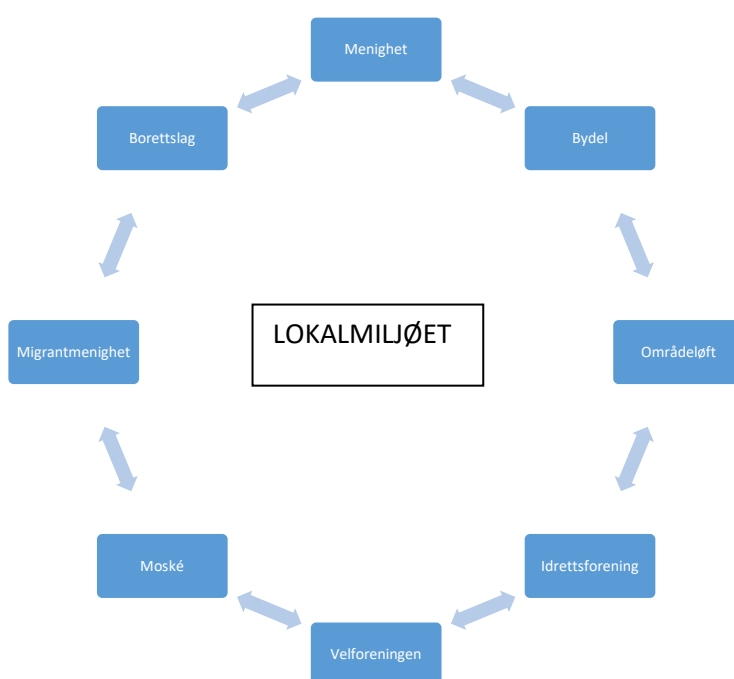 Menighet
Borettslag
Bydel
LOKALMILJØET
Migrantmenighet
Områdeløft
Moské
Idrettsforening
Velforeningen